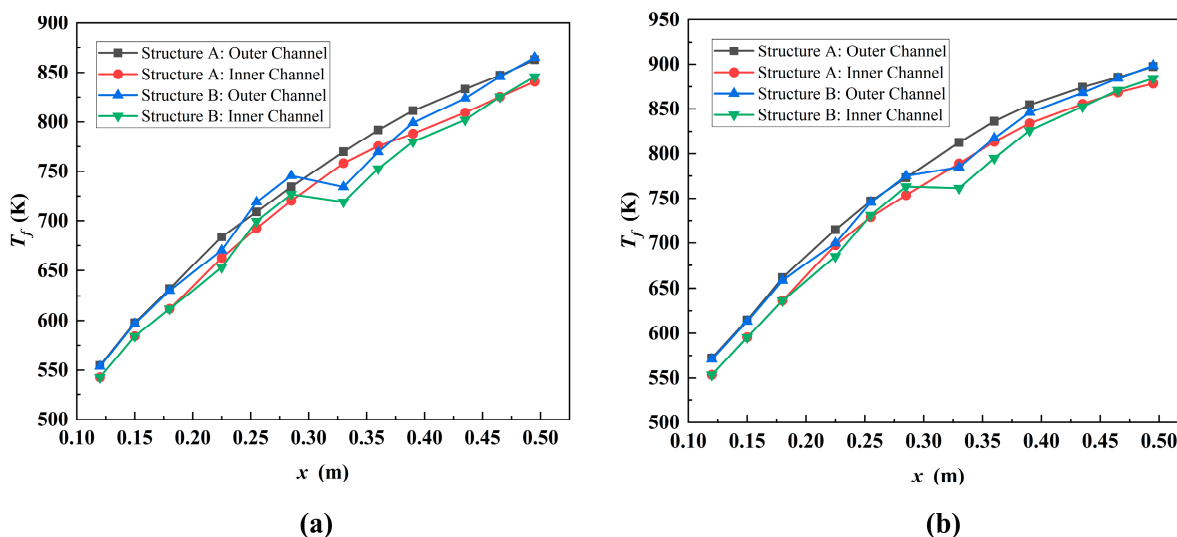 900
850
800
750
700
650
600
550
500
T_f (K)
Structure A: Outer Channel
Structure A: Inner Channel
Structure B: Outer Channel
Structure B: Inner Channel
0.10 0.15 0.20 0.25 0.30 0.35 0.40 0.45 0.50
x (m)
(a)
950
900
850
800
750
700
650
600
550
500
T_f (K)
Structure A: Outer Channel
Structure A: Inner Channel
Structure B: Outer Channel
Structure B: Inner Channel
0.10 0.15 0.20 0.25 0.30 0.35 0.40 0.45 0.50
x (m)
(b)